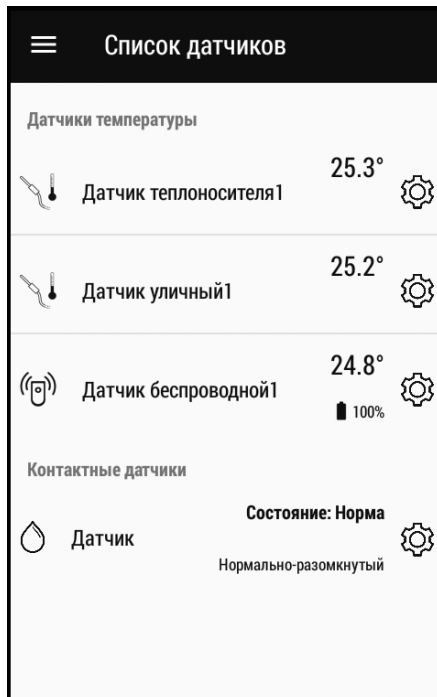 Список датчиков
Датчики температуры
25.3°
Датчик теплоносителя1
25.2°
Датчик уличный1
24.8°
Датчик беспроводной1
100%
Контактные датчики
Состояние: Норма
Датчик
Нормально-разомкнутый